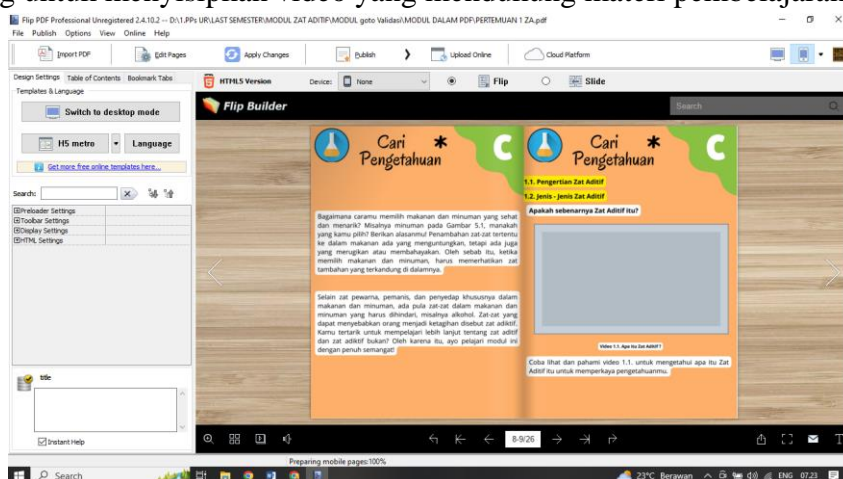 g untuk menyisipkan video yang mendukung materi pembelajaran
Flip PDF Professional Unregistered 2.4.10.2 -- D:\1.PPs UR\LAST SEMESTER\MODUL ZAT ADITIF\MODUL goto Validasi\MODUL DALAM PDF\PERTEMUAN 1 ZA.pdf
File Publish Options View Online Help
Import PDF Edit Pages Apply Changes Publish Upload Online Cloud Platform
Design Settings Table of Contents Bookmark Tabs
Templates & Language
Switch to desktop mode
H5 metro Language
Get more free online templates here...
Search:
Preloader Settings
Toolbar Settings
Display Settings
HTML Settings
title
Instant Help
HTML5 Version Device: None Flip Slide
Flip Builder Search
Cari
Pengetahuan
C
Bagaimana caramu memilih makanan dan minuman yang sehat
dan menarik? Misalnya minuman pada Gambar 5.1, manakah
yang kamu pilih? Berikan alasanmu! Penambahan zat-zat tertentu
ke dalam makanan ada yang menguntungkan, tetapi ada juga
yang merugikan atau membahayakan. Oleh sebab itu, ketika
memilih makanan dan minuman, harus memerhatikan zat
tambahan yang terkandung di dalamnya.
Selain zat pewarna, pemanis, dan penyedap khususnya dalam
makanan dan minuman, ada pula zat-zat dalam makanan dan
minuman yang harus dihindari, misalnya alkohol. Zat-zat yang
dapat menyebabkan orang menjadi ketagihan disebut zat adiktif.
Kamu tertarik untuk mempelajari lebih lanjut tentang zat aditif
dan zat adiktif bukan? Oleh karena itu, ayo pelajari modul ini
dengan penuh semangat!
Cari
Pengetahuan
C
1.1. Pengertian Zat Aditif
1.2. Jenis - Jenis Zat Aditif
Apakah sebenarnya Zat Aditif itu?
Video 1.1. Apa Itu Zat Aditif ?
Coba lihat dan pahami video 1.1. untuk mengetahui apa itu Zat
Aditif itu untuk memperkaya pengetahuanmu.
8-9/26
Preparing mobile pages:100%
Search 23°C Berawan ENG 07.23